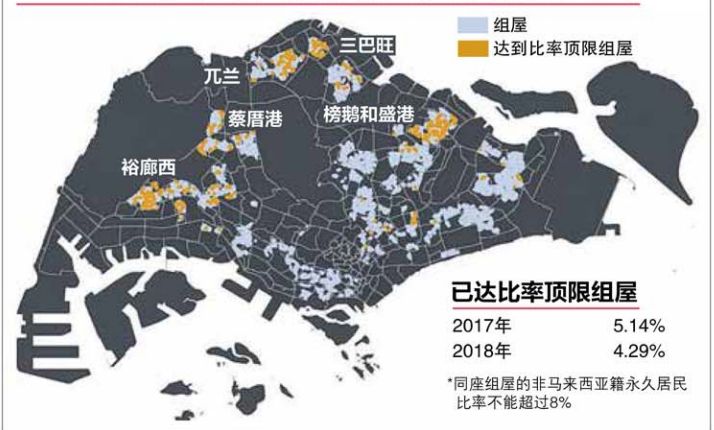 组屋
达到比率顶限组屋
三巴旺
兀兰
蔡厝港
榜鹅和盛港
裕廊西
已达比率顶限组屋
2017年 5.14%
2018年 4.29%
*同座组屋的非马来西亚籍永久居民
比率不能超过8%